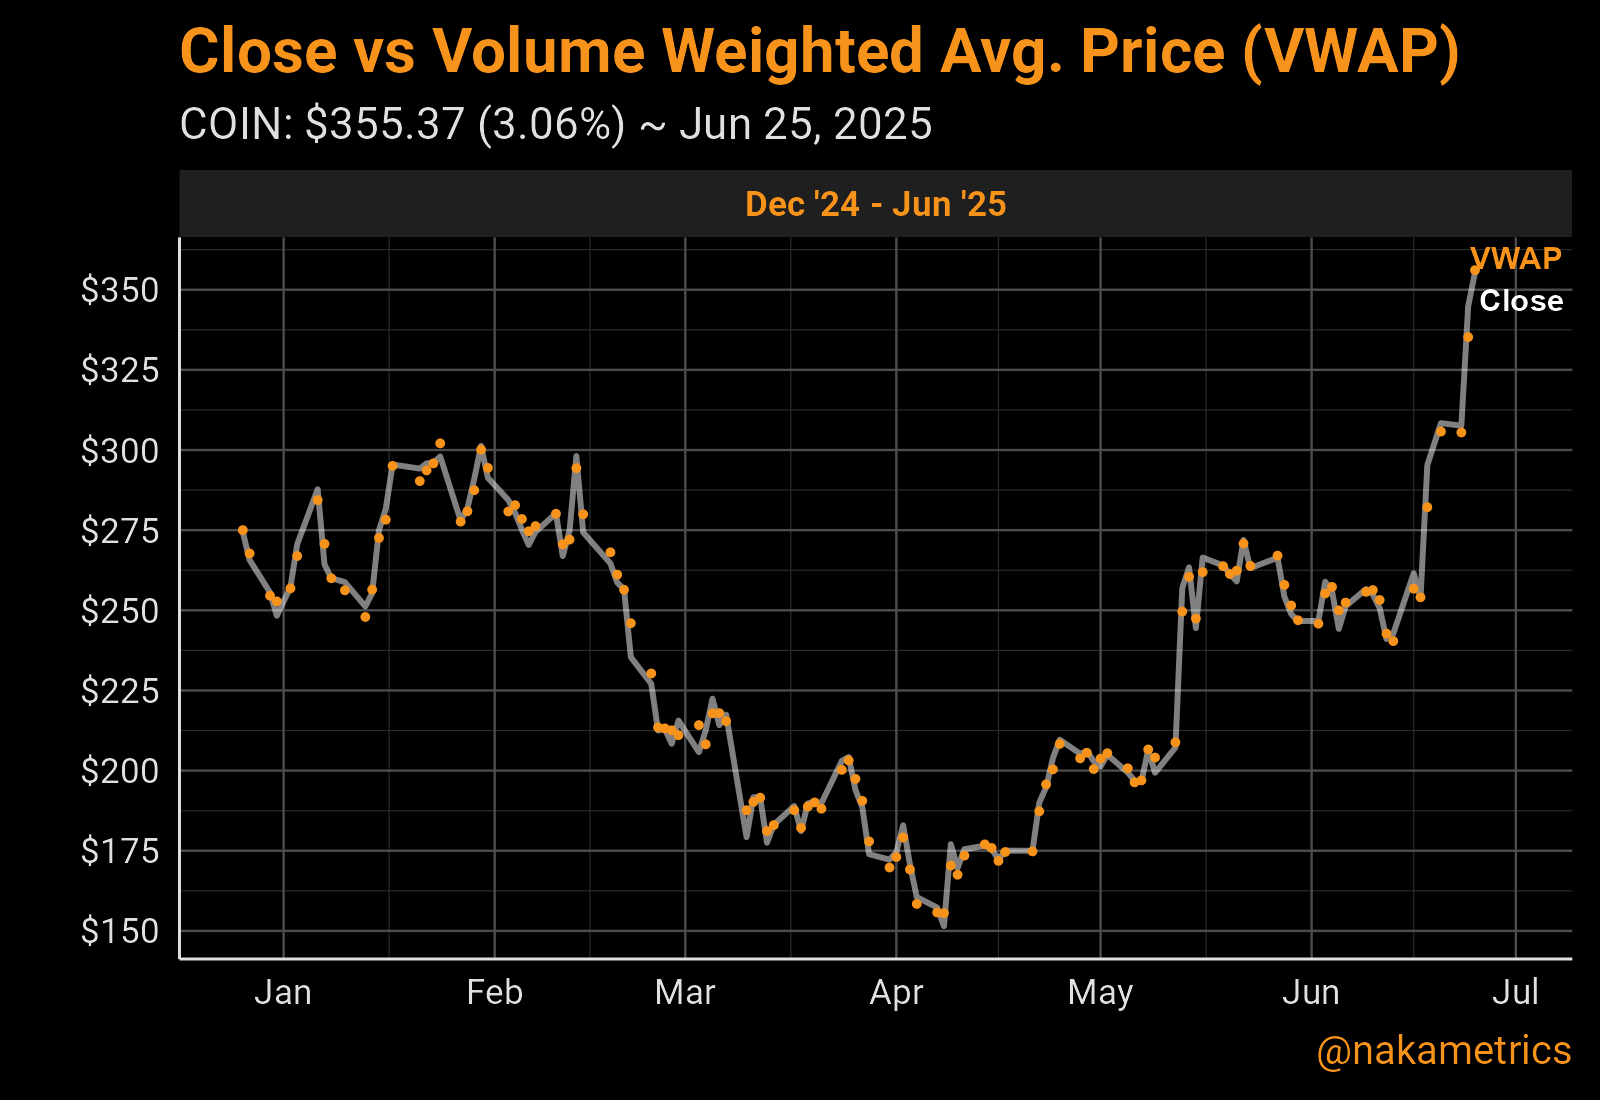 Close vs Volume Weighted Avg. Price (VWAP)
COIN: $355.37 (3.06%) ~ Jun 25, 2025
Dec '24 - Jun '25
VWAP
Close
$350
$325
$300
$275
$250
$225
$200
$175
$150
Jan Feb Mar Apr May Jun Jul
@nakametrics